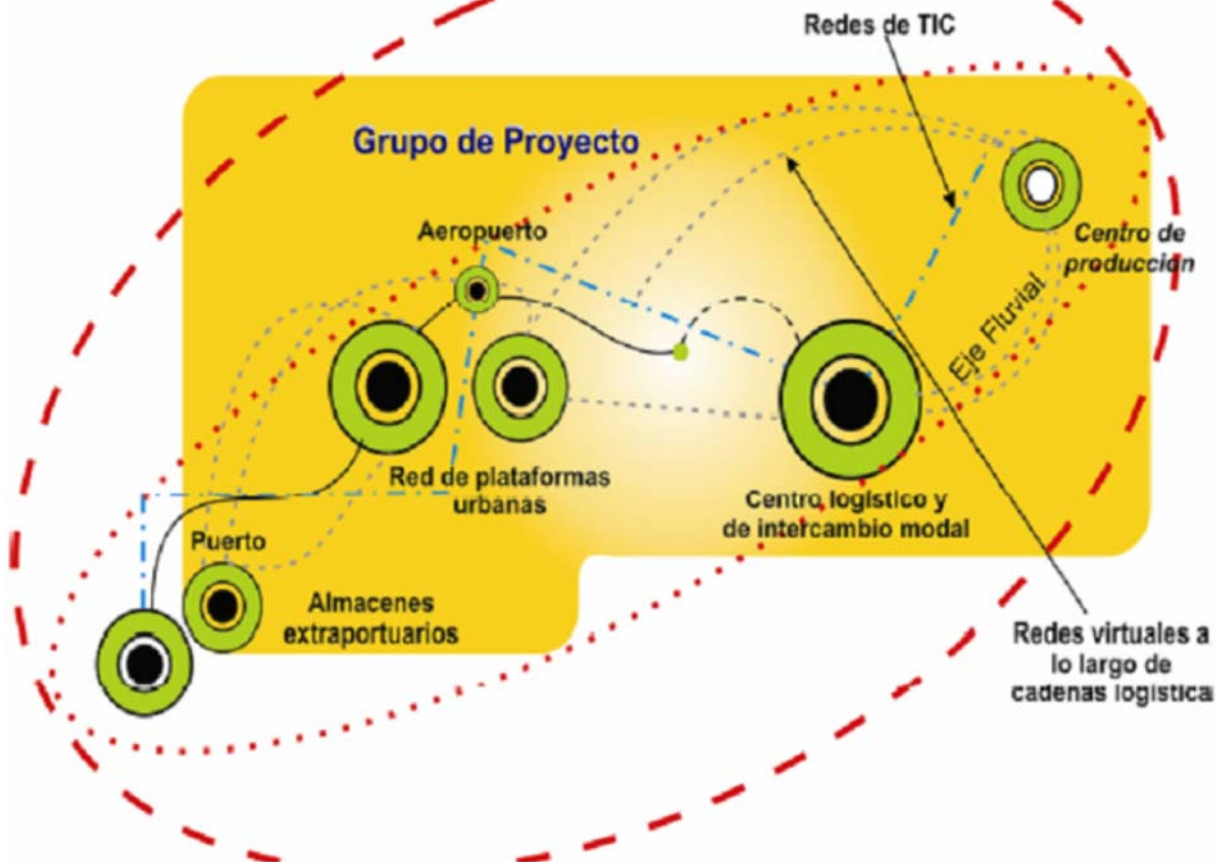 Redes de TIC
Grupo de Proyecto
Aeropuerto
Centro de
producción
Eje Fluvial
Red de plataformas
urbanas
Centro logístico y
de intercambio modal
Puerto
Almacenes
extraportuarios
Redes virtuales a
lo largo de
cadenas logística